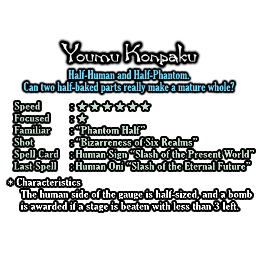 Youmu Konpaku
Half-Human and Half-Phantom.
Can two half-baked parts really make a mature whole?
Speed : ★★★★★★
Focused : ★
Familiar : “Phantom Half”
Shot : “Bizarreness of Six Realms”
Spell Card : Human Sign “Slash of the Present World”
Last Spell : Human Oni “Slash of the Eternal Future”
* Characteristics
The human side of the gauge is half-sized, and a bomb
is awarded if a stage is beaten with less than 3 left.